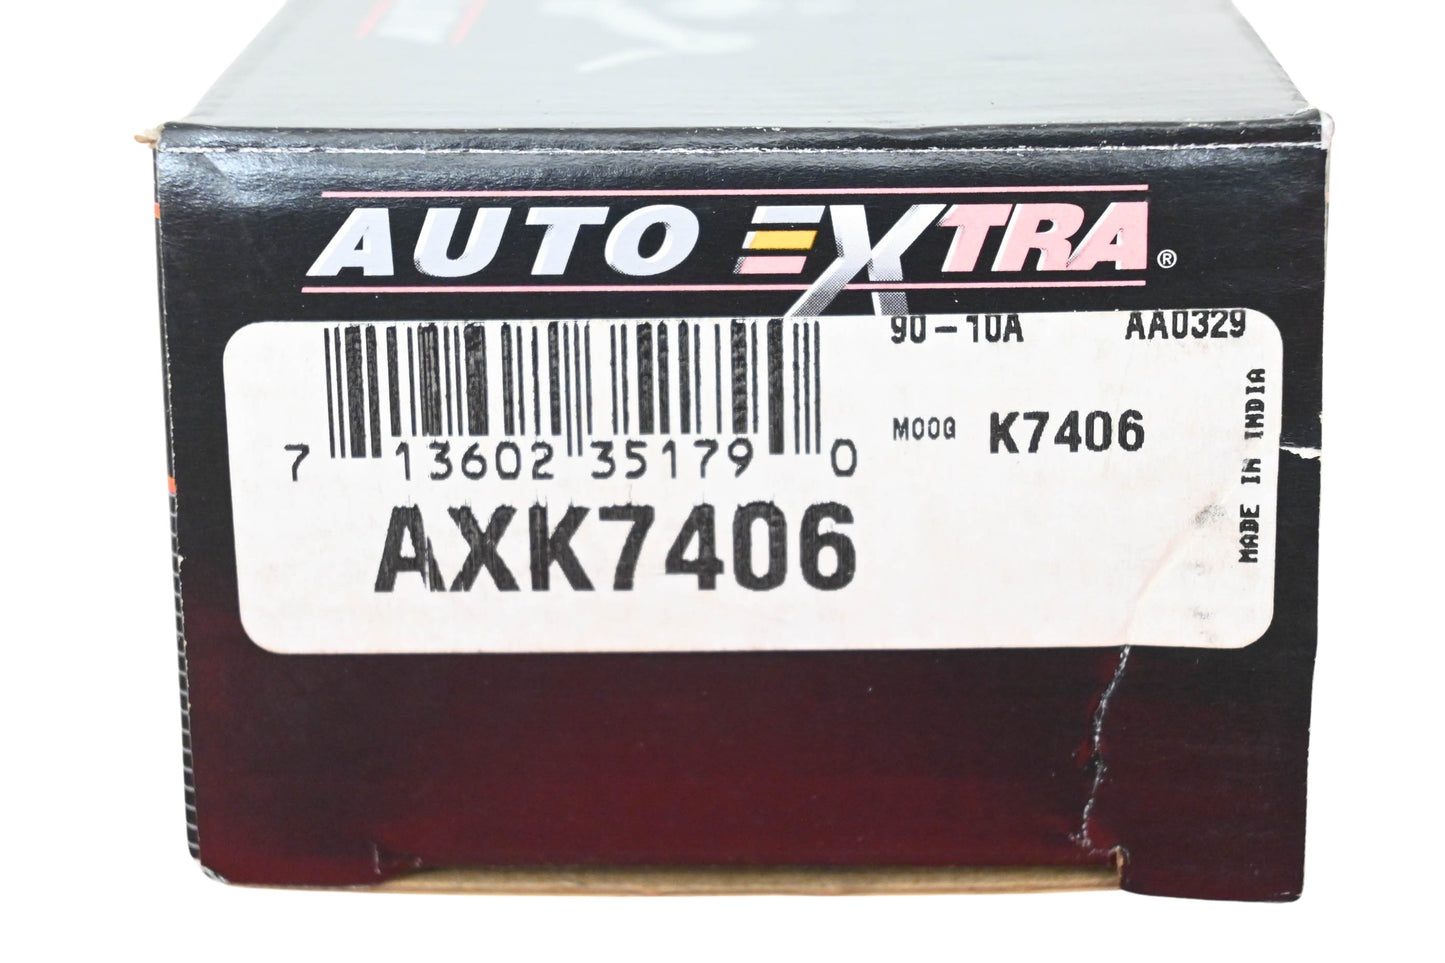 AUTO EXTRA®
90-10A AA0329
7 13602 35179 0
MOOG K7406
AXK7406
MADE IN INDIA